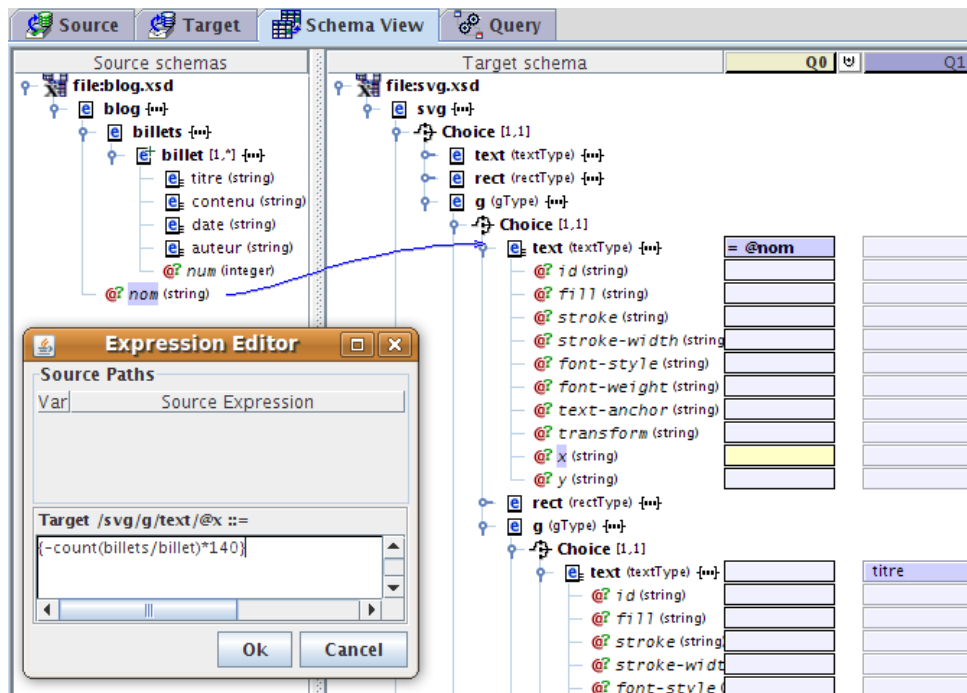 Source Target Schema View Query
Source schemas
file:blog.xsd
blog {...}
billets {...}
billet [1,*] {...}
titre (string)
contenu (string)
date (string)
auteur (string)
@? num (integer)
@? nom (string)
Target schema Q0 Q1
file:svg.xsd
svg {...}
Choice [1,1]
text (textType) {...}
rect (rectType) {...}
g (gType) {...}
Choice [1,1]
text (textType) {...} = @nom
@? id (string)
@? fill (string)
@? stroke (string)
@? stroke-width (string
@? font-style (string)
@? font-weight (string)
@? text-anchor (string)
@? transform (string)
@? x (string)
@? y (string)
rect (rectType) {...}
g (gType) {...}
Choice [1,1]
text (textType) {...} titre
@? id (string)
@? fill (string)
@? stroke (string)
@? stroke-widt
@? font-style (
Expression Editor
Source Paths
Var Source Expression
Target /svg/g/text/@x ::=
{-count(billets/billet)*140}
Ok Cancel